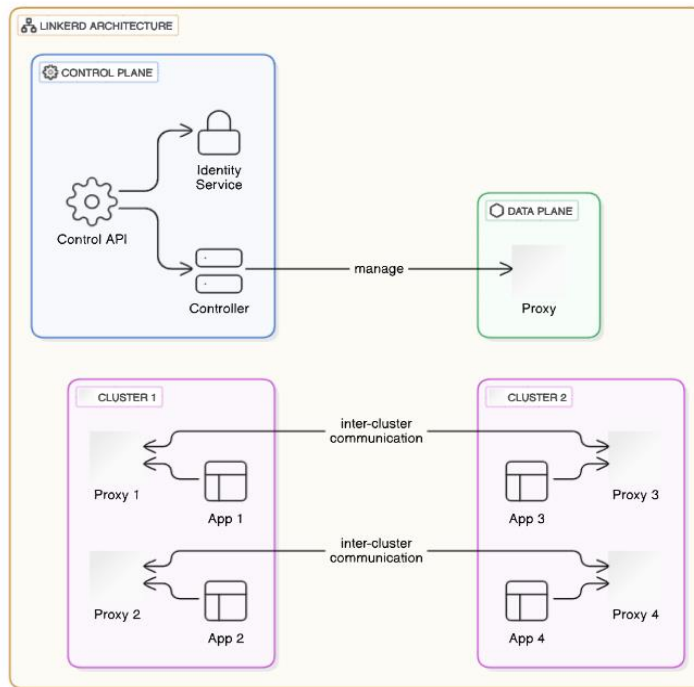 LINKERD ARCHITECTURE
CONTROL PLANE
Identity
Service
Control API
Controller
manage
DATA PLANE
Proxy
CLUSTER 1
CLUSTER 2
inter-cluster
communication
Proxy 1
App 1
App 3
Proxy 3
inter-cluster
communication
Proxy 2
App 2
App 4
Proxy 4